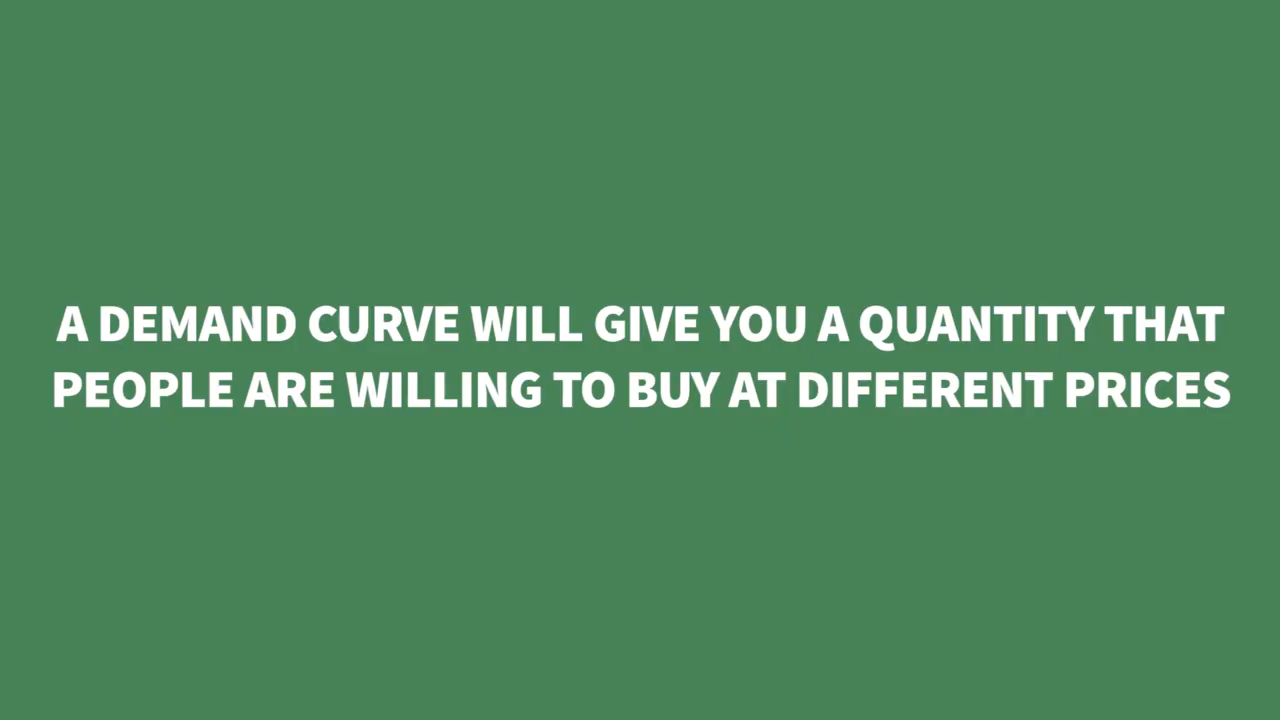 A DEMAND CURVE WILL GIVE YOU A QUANTITY THAT
PEOPLE ARE WILLING TO BUY AT DIFFERENT PRICES